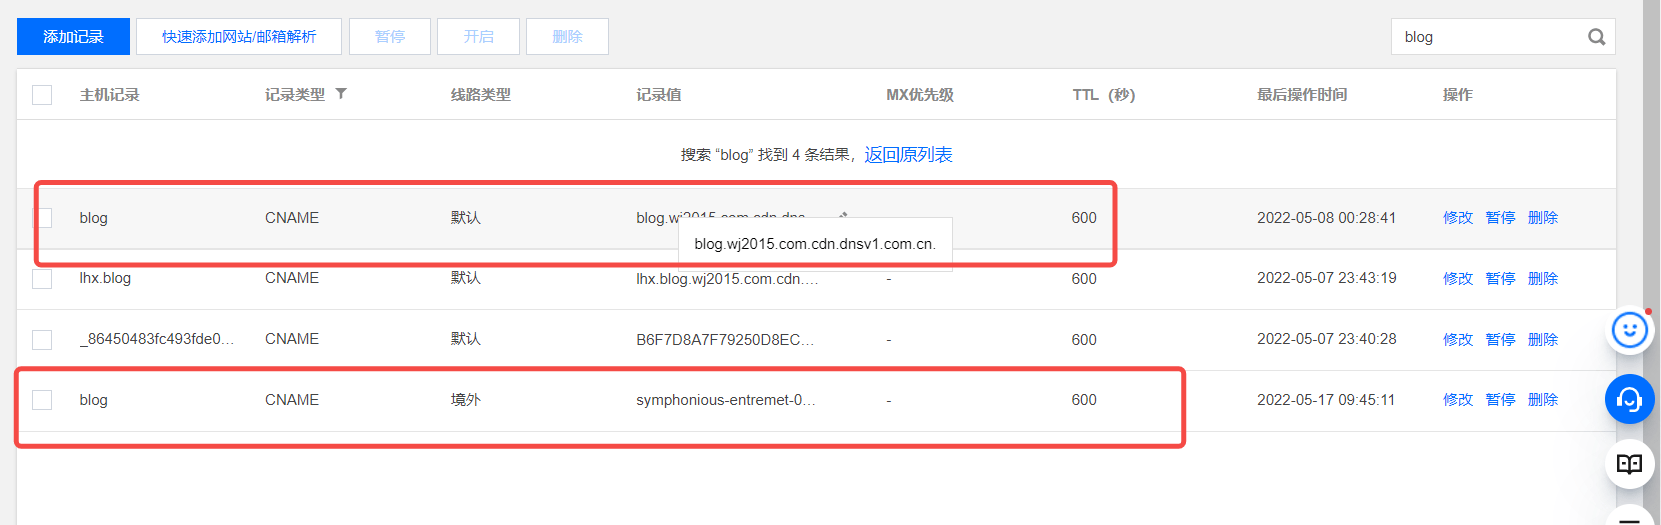 添加记录 快速添加网站/邮箱解析 暂停 开启 删除 blog
主机记录 记录类型 线路类型 记录值 MX优先级 TTL（秒） 最后操作时间 操作
搜索 “blog” 找到 4 条结果，返回原列表
blog CNAME 默认 blog.wj2015.com.cdn.dns... 600 2022-05-08 00:28:41 修改 暂停 删除
blog.wj2015.com.cdn.dnsv1.com.cn.
lhx.blog CNAME 默认 lhx.blog.wj2015.com.cdn.... - 600 2022-05-07 23:43:19 修改 暂停 删除
_86450483fc493fde0... CNAME 默认 B6F7D8A7F79250D8EC... - 600 2022-05-07 23:40:28 修改 暂停 删除
blog CNAME 境外 symphonious-entremet-0... - 600 2022-05-17 09:45:11 修改 暂停 删除